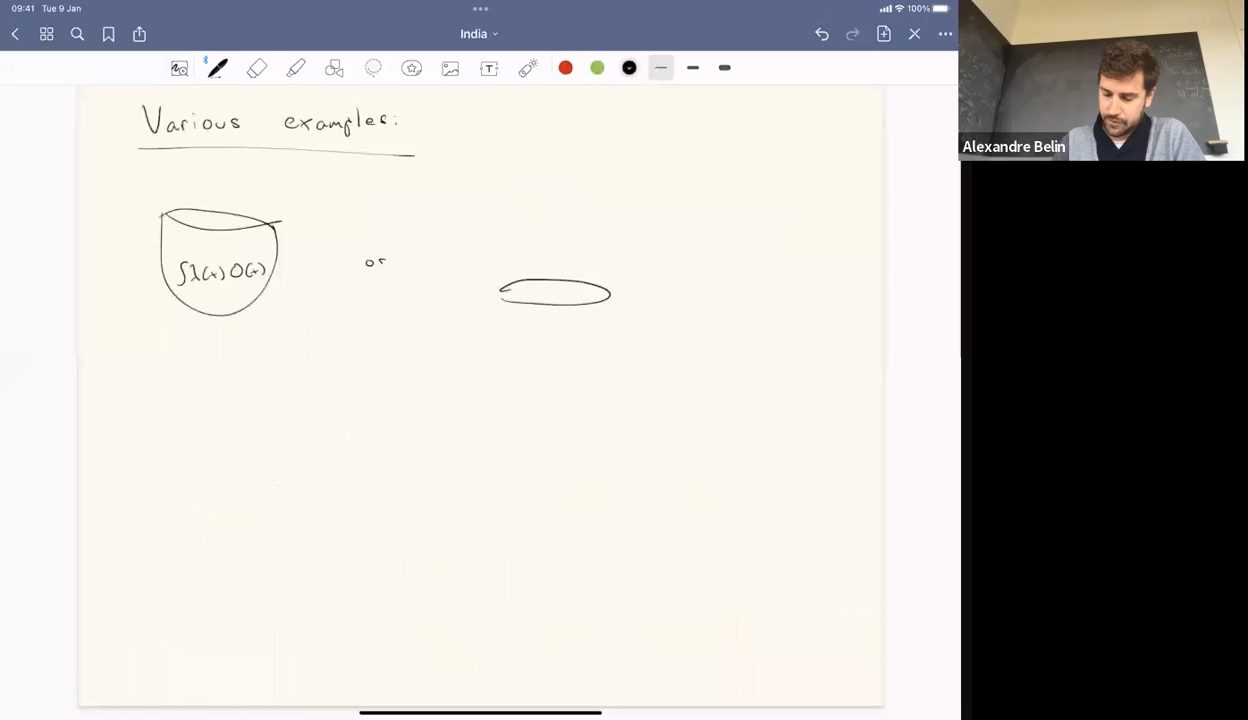 09:41 Tue 9 Jan
100%
India
T
Alexandre Belin
Various examples:
∫λ(x) O(x)
or